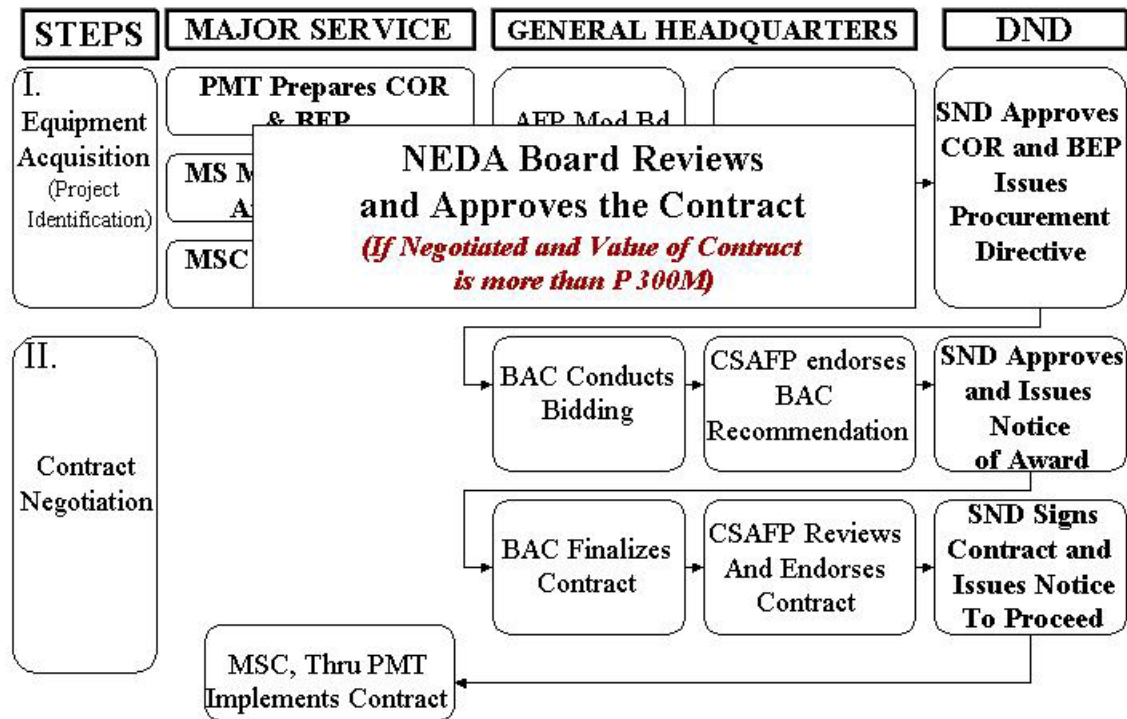 STEPS
MAJOR SERVICE
GENERAL HEADQUARTERS
DND
I.
Equipment
Acquisition
(Project
Identification)
PMT Prepares COR
& BEP
MS
MSC
AFP Mod Bd
NEDA Board Reviews
and Approves the Contract
(If Negotiated and Value of Contract
is more than P 300M)
SND Approves
COR and BEP
Issues
Procurement
Directive
II.
Contract
Negotiation
BAC Conducts
Bidding
CSAFP endorses
BAC
Recommendation
SND Approves
and Issues
Notice
of Award
BAC Finalizes
Contract
CSAFP Reviews
And Endorses
Contract
SND Signs
Contract and
Issues Notice
To Proceed
MSC, Thru PMT
Implements Contract